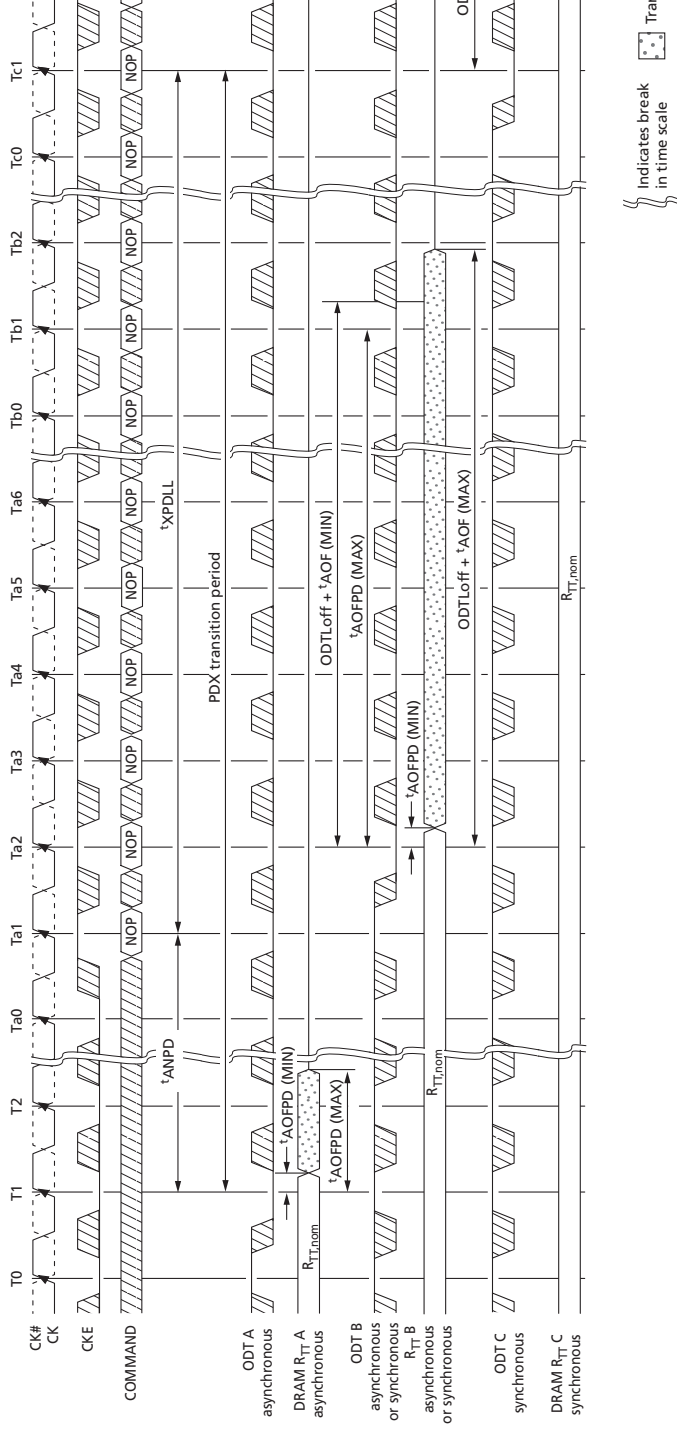 T0 T1 T2 Ta0 Ta1 Ta2 Ta3 Ta4 Ta5 Ta6 Tb0 Tb1 Tb2 Tc0 Tc1
CK#
CK
CKE
COMMAND
NOP NOP NOP NOP NOP NOP NOP NOP NOP NOP NOP
tANPD
tXPDLL
PDX transition period
ODT A
asynchronous
tAOFPD (MIN)
DRAM RTT A
asynchronous
RTT,nom
tAOFPD (MAX)
ODTLoff + tAOF (MIN)
tAOFPD (MAX)
ODT B
asynchronous
or synchronous
tAOFPD (MIN)
RTT B
asynchronous
or synchronous
RTT,nom
ODTLoff + tAOF (MAX)
ODT C
synchronous
DRAM RTT C
synchronous
RTT,nom
Indicates break
in time scale